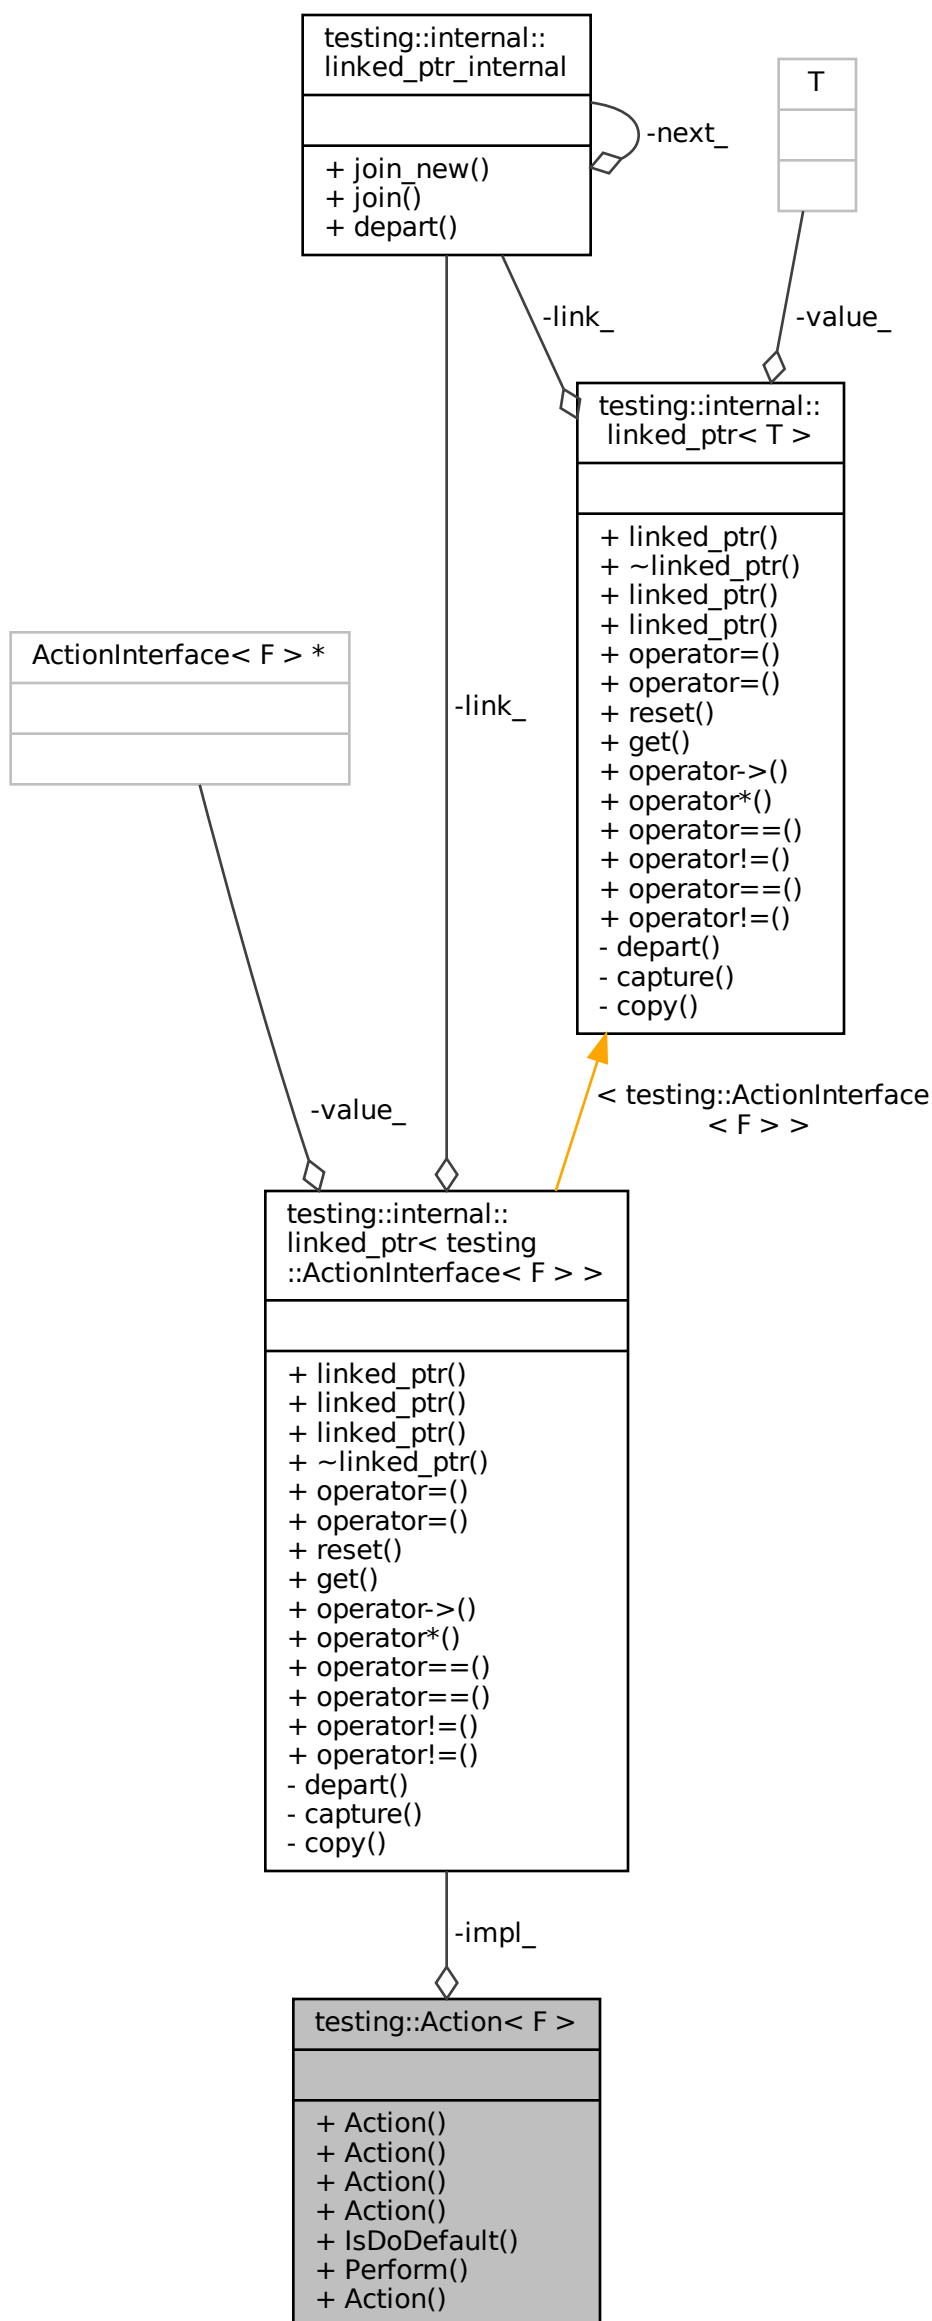 testing::internal::
linked_ptr_internal
+ join_new()
+ join()
+ depart()
-next_
T
-link_
-value_
testing::internal::
linked_ptr< T >
+ linked_ptr()
+ ~linked_ptr()
+ linked_ptr()
+ linked_ptr()
+ operator=()
+ operator=()
+ reset()
+ get()
+ operator->()
+ operator*()
+ operator==()
+ operator!=()
+ operator==()
+ operator!=()
- depart()
- capture()
- copy()
ActionInterface< F > *
-link_
-value_
< testing::ActionInterface
< F > >
testing::internal::
linked_ptr< testing
::ActionInterface< F > >
+ linked_ptr()
+ linked_ptr()
+ linked_ptr()
+ ~linked_ptr()
+ operator=()
+ operator=()
+ reset()
+ get()
+ operator->()
+ operator*()
+ operator==()
+ operator==()
+ operator!=()
+ operator!=()
- depart()
- capture()
- copy()
-impl_
testing::Action< F >
+ Action()
+ Action()
+ Action()
+ Action()
+ IsDoDefault()
+ Perform()
+ Action()